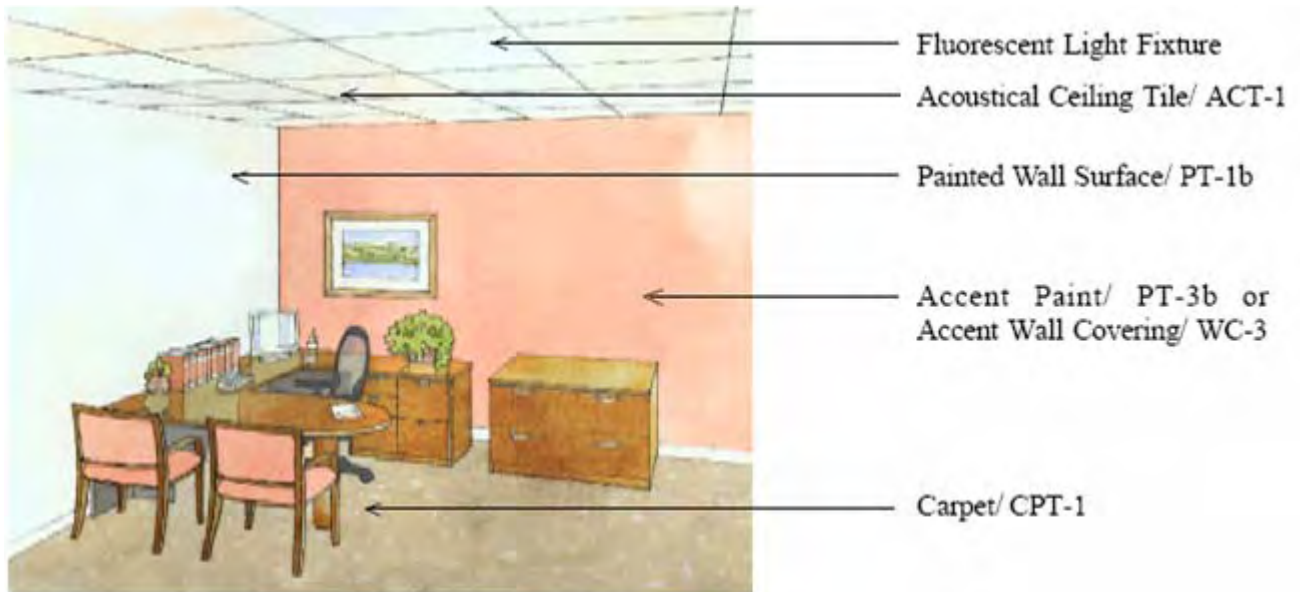 Fluorescent Light Fixture
Acoustical Ceiling Tile/ ACT-1
Painted Wall Surface/ PT-1b
Accent Paint/ PT-3b or
Accent Wall Covering/ WC-3
Carpet/ CPT-1